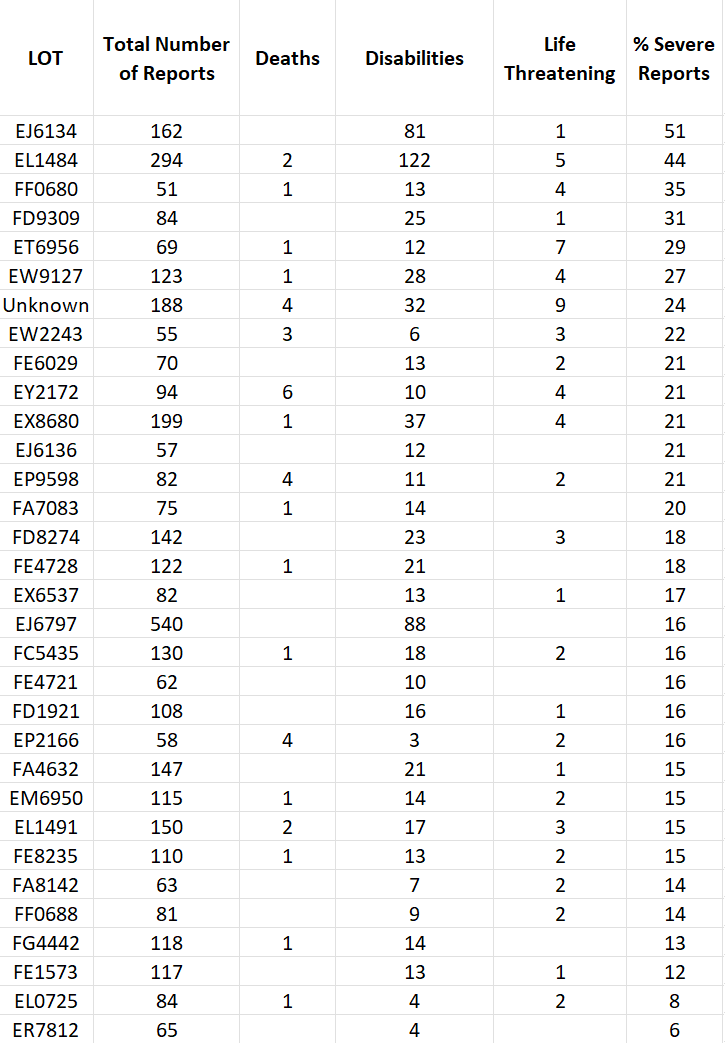 LOT Total Number of Reports Deaths Disabilities Life Threatening % Severe Reports
EJ6134 162 81 1 51
EL1484 294 2 122 5 44
FF0680 51 1 13 4 35
FD9309 84 25 1 31
ET6956 69 1 12 7 29
EW9127 123 1 28 4 27
Unknown 188 4 32 9 24
EW2243 55 3 6 3 22
FE6029 70 13 2 21
EY2172 94 6 10 4 21
EX8680 199 1 37 4 21
EJ6136 57 12 21
EP9598 82 4 11 2 21
FA7083 75 1 14 20
FD8274 142 23 3 18
FE4728 122 1 21 18
EX6537 82 13 1 17
EJ6797 540 88 16
FC5435 130 1 18 2 16
FE4721 62 10 16
FD1921 108 16 1 16
EP2166 58 4 3 2 16
FA4632 147 21 1 15
EM6950 115 1 14 2 15
EL1491 150 2 17 3 15
FE8235 110 1 13 2 15
FA8142 63 7 2 14
FF0688 81 9 2 14
FG4442 118 1 14 13
FE1573 117 13 1 12
EL0725 84 1 4 2 8
ER7812 65 4 6